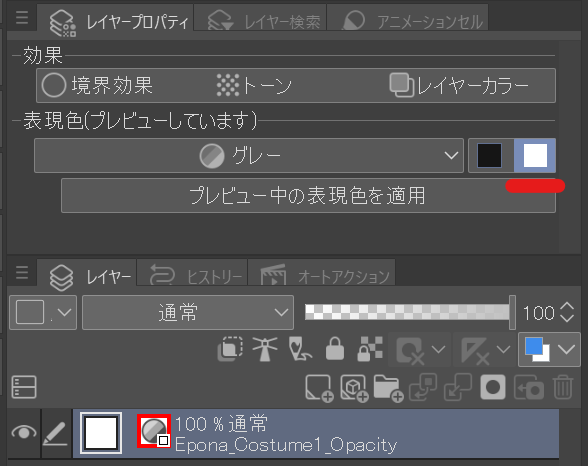 レイヤープロパティ レイヤー検索 アニメーションセル
効果
境界効果 トーン レイヤーカラー
表現色(プレビューしています)
グレー
プレビュー中の表現色を適用
レイヤー ヒストリー オートアクション
通常 100
100 % 通常
Epona_Costume1_Opacity